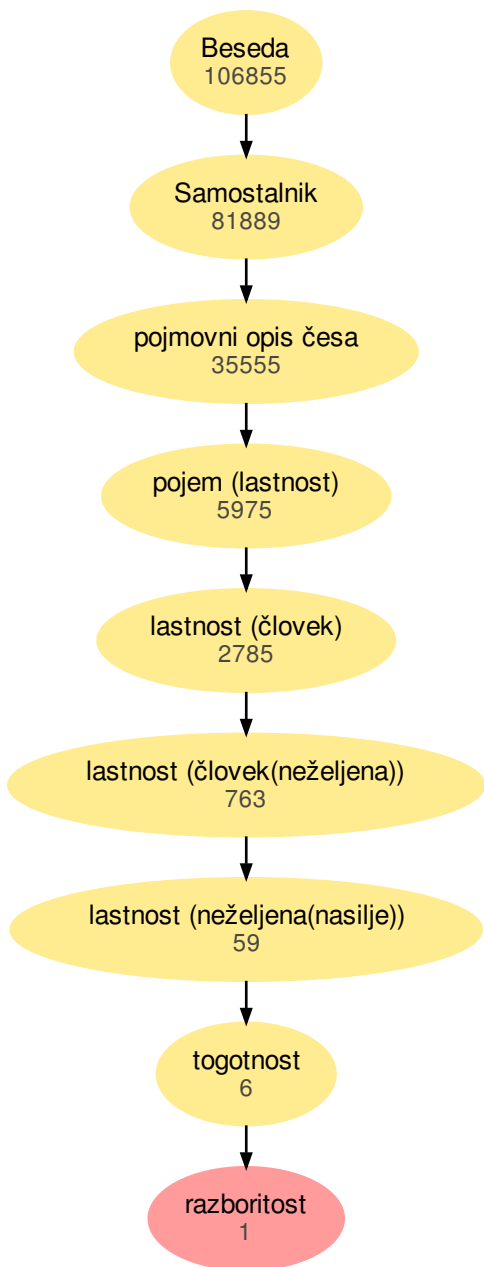 Beseda
106855
Samostalnik
81889
pojmovni opis česa
35555
pojem (lastnost)
5975
lastnost (človek)
2785
lastnost (človek(neželjena))
763
lastnost (neželjena(nasilje))
59
togotnost
6
razboritost
1